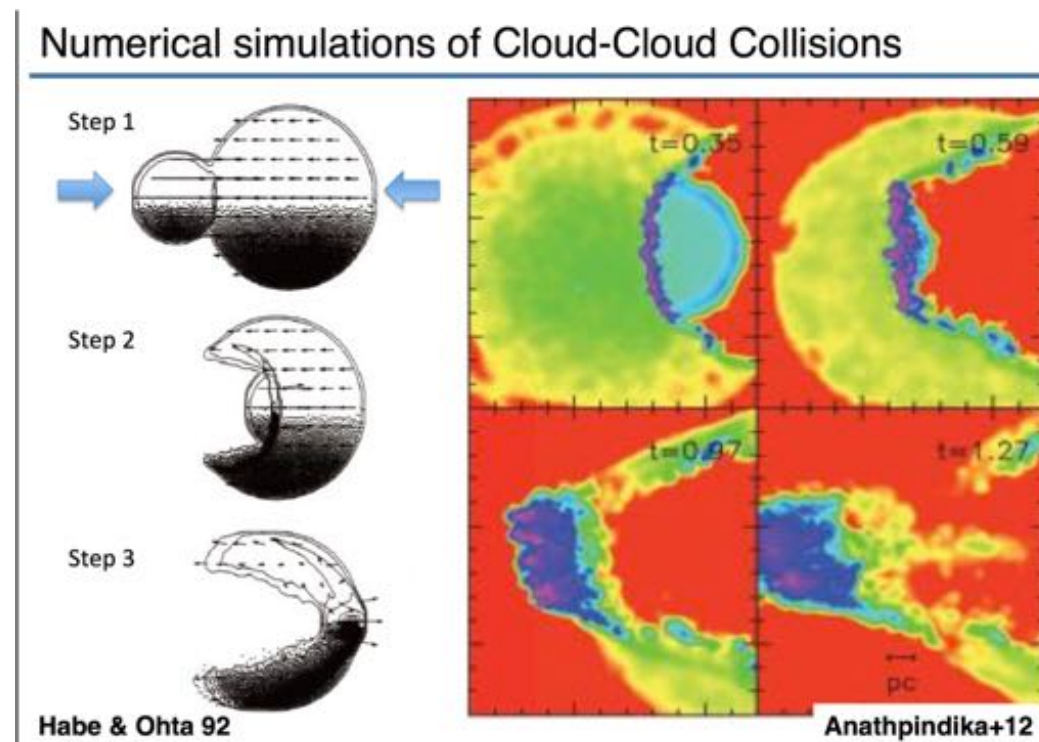 Numerical simulations of Cloud-Cloud Collisions
Step 1
Step 2
Step 3
t=0.35
t=0.59
t=0.97
t=1.27
pc
Habe & Ohta 92
Anathpindika+12